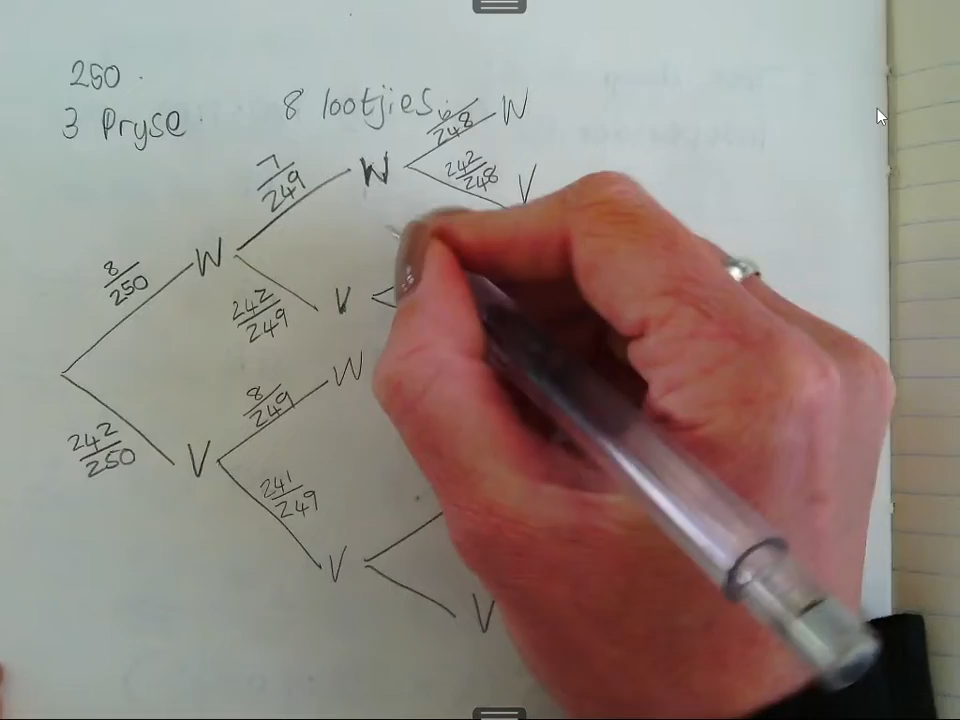 250
3 Pryse
8 lootjies
6/248 W
7/249 W
242/248 V
8/250 W
242/249 V
8/249 W
242/250 V
241/249 V
V